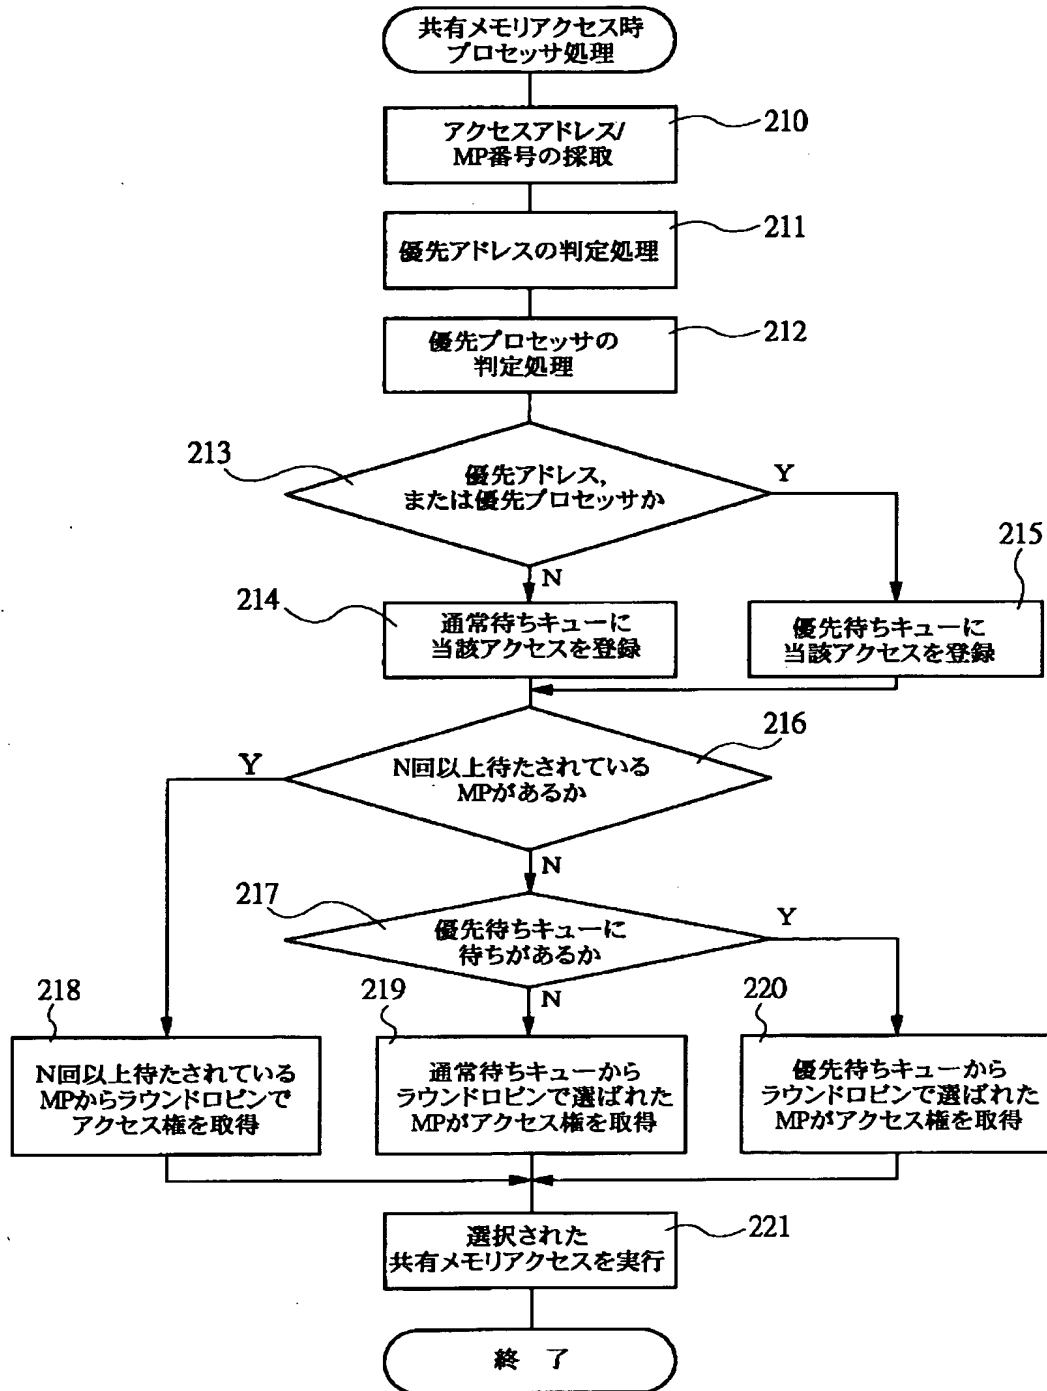 共有メモリアクセス時
プロセッサ処理
210
アクセスアドレス/
MP番号の採取
211
優先アドレスの判定処理
212
優先プロセッサの
判定処理
213
優先アドレス,
または優先プロセッサか
Y
N
215
214
通常待ちキューに
当該アクセスを登録
優先待ちキューに
当該アクセスを登録
216
Y
N回以上待たされている
MPがあるか
N
217
優先待ちキューに
待ちがあるか
Y
N
218
219
220
N回以上待たされている
MPからラウンドロビンで
アクセス権を取得
通常待ちキューから
ラウンドロビンで選ばれた
MPがアクセス権を取得
優先待ちキューから
ラウンドロビンで選ばれた
MPがアクセス権を取得
221
選択された
共有メモリアクセスを実行
終 了